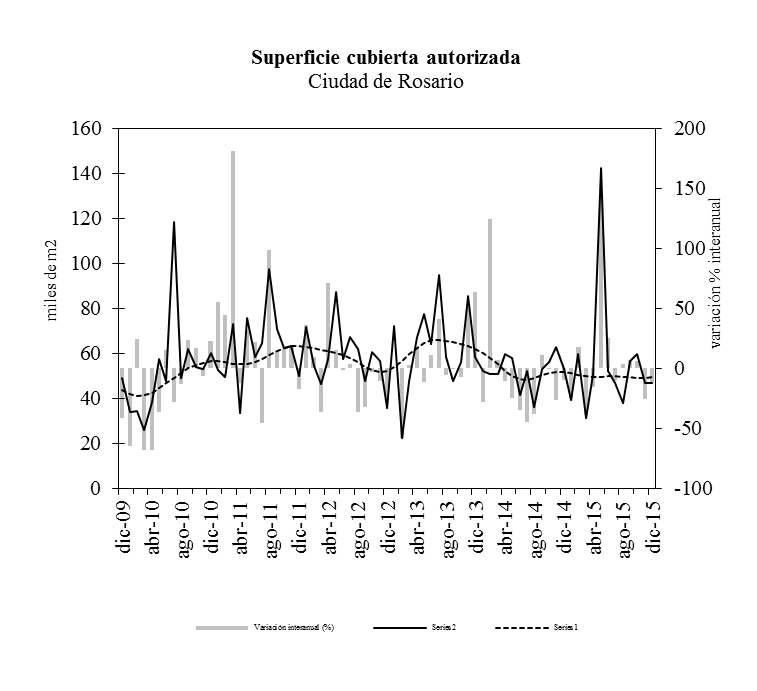 Superficie cubierta autorizada
Ciudad de Rosario
miles de m2
160
140
120
100
80
60
40
20
0
200
150
100
50
0
-50
-100
variación % interanual
dic-09
abr-10
ago-10
dic-10
abr-11
ago-11
dic-11
abr-12
ago-12
dic-12
abr-13
ago-13
dic-13
abr-14
ago-14
dic-14
abr-15
ago-15
dic-15
Variación interanual (%)
Series2
Series1